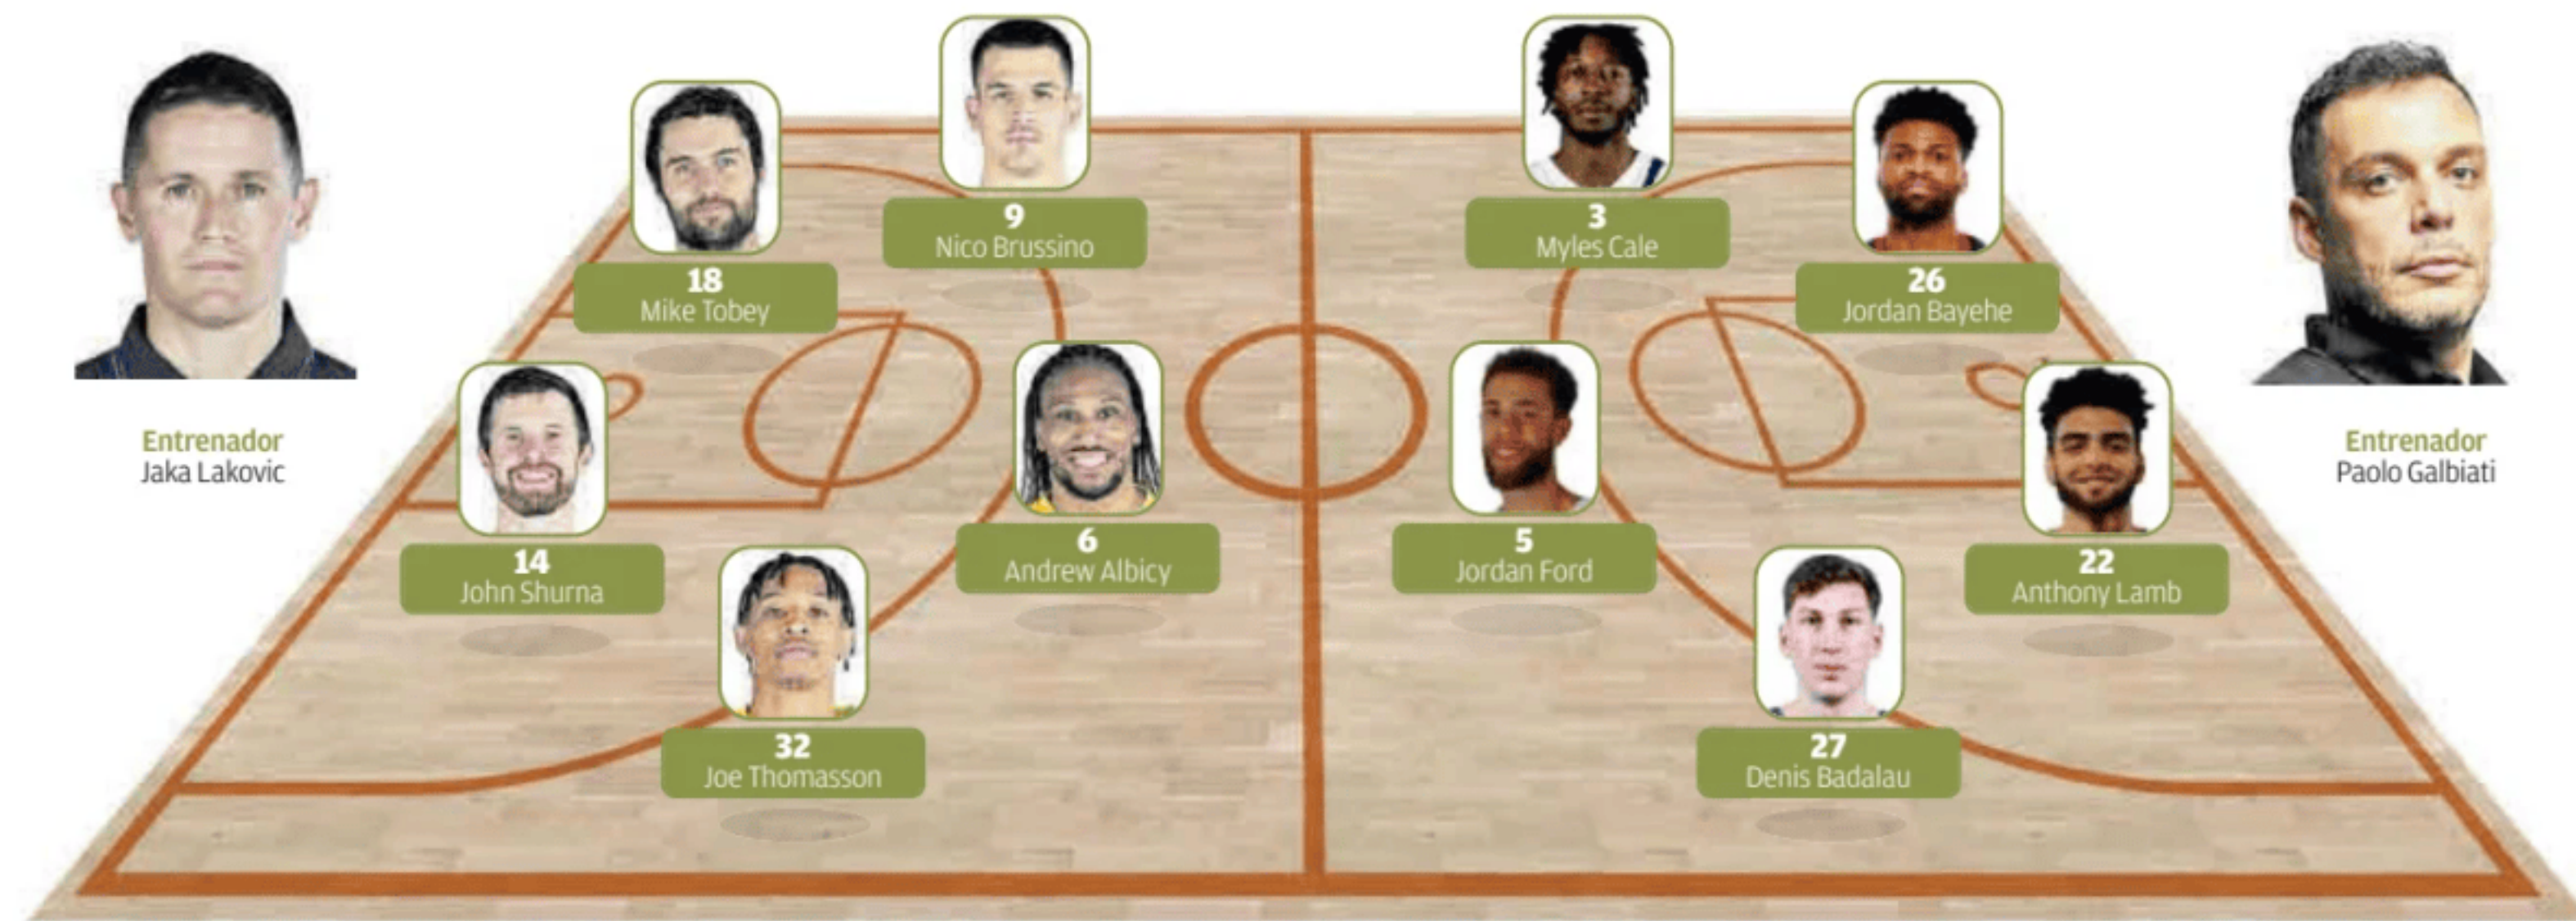 9
Nico Brussino
3
Myles Cale
18
Mike Tobey
26
Jordan Bayehe
Entrenador
Jaka Lakovic
Entrenador
Paolo Galbiati
6
Andrew Albicy
5
Jordan Ford
14
John Shurna
22
Anthony Lamb
32
Joe Thomasson
27
Denis Badalau